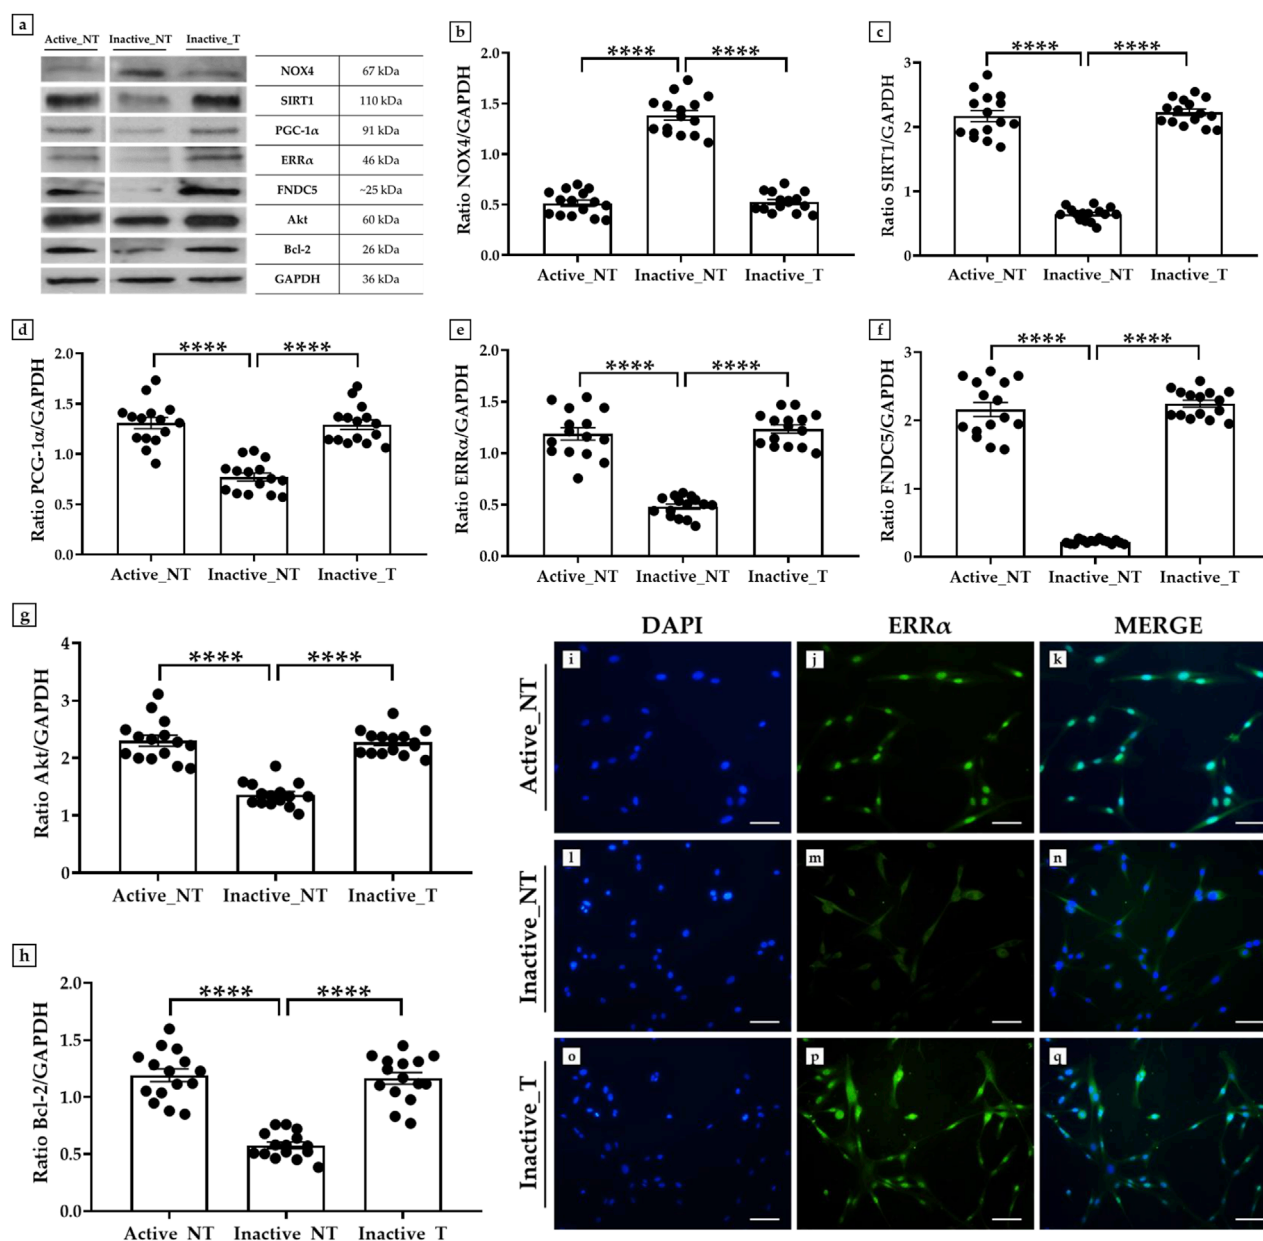 a
Active_NT Inactive_NT Inactive_T
NOX4 67 kDa
SIRT1 110 kDa
PGC-1α 91 kDa
ERRα 46 kDa
FNDC5 ~25 kDa
Akt 60 kDa
Bcl-2 26 kDa
GAPDH 36 kDa
b
Ratio NOX4/GAPDH
2.0
1.5
1.0
0.5
0.0
**** ****
Active_NT Inactive_NT Inactive_T
c
Ratio SIRT1/GAPDH
3
2
1
0
**** ****
Active_NT Inactive_NT Inactive_T
d
Ratio PCG-1α/GAPDH
2.0
1.5
1.0
0.5
0.0
**** ****
Active_NT Inactive_NT Inactive_T
e
Ratio ERRα/GAPDH
2.0
1.5
1.0
0.5
0.0
**** ****
Active_NT Inactive_NT Inactive_T
f
Ratio FNDC5/GAPDH
3
2
1
0
**** ****
Active_NT Inactive_NT Inactive_T
g
Ratio Akt/GAPDH
4
3
2
1
0
**** ****
Active_NT Inactive_NT Inactive_T
h
Ratio Bcl-2/GAPDH
2.0
1.5
1.0
0.5
0.0
**** ****
Active_NT Inactive_NT Inactive_T
DAPI ERRα MERGE
Active_NT
i j k
Inactive_NT
l m n
Inactive_T
o p q